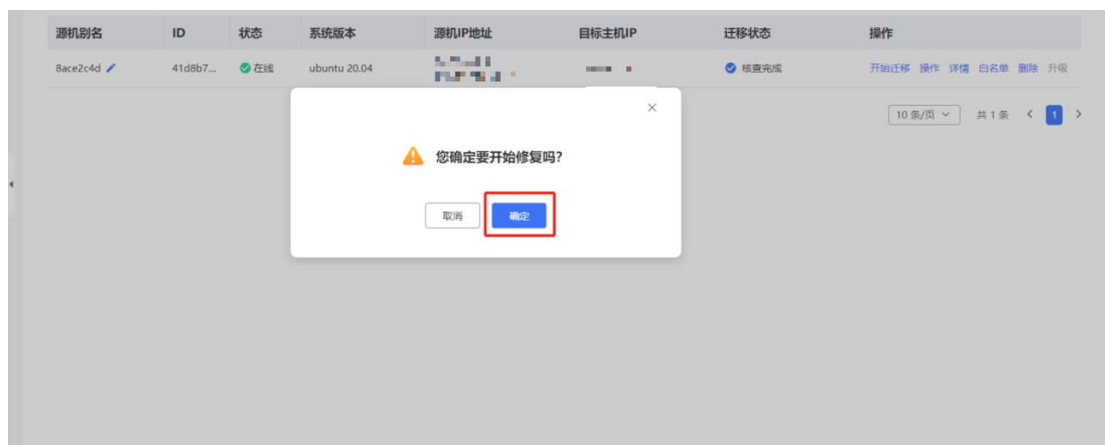 源机别名 ID 状态 系统版本 源机IP地址 目标主机IP 迁移状态 操作
8ace2c4d 41d8b7... 在线 ubuntu 20.04 核查完成 开始迁移 操作 详情 白名单 删除 升级
10 条/页 共 1 条 1
您确定要开始修复吗?
取消 确定